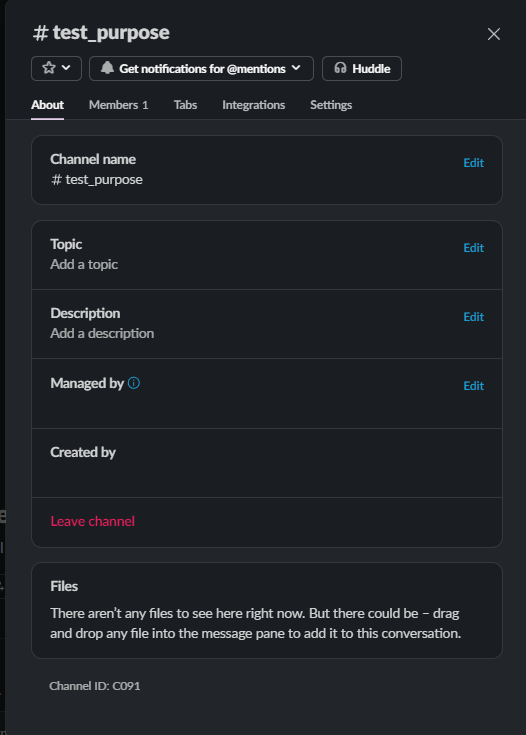 # test_purpose
Get notifications for @mentions
Huddle
About Members 1 Tabs Integrations Settings
Channel name
Edit
# test_purpose
Topic
Edit
Add a topic
Description
Edit
Add a description
Managed by
Edit
Created by
Leave channel
Files
There aren’t any files to see here right now. But there could be – drag
and drop any file into the message pane to add it to this conversation.
Channel ID: C091